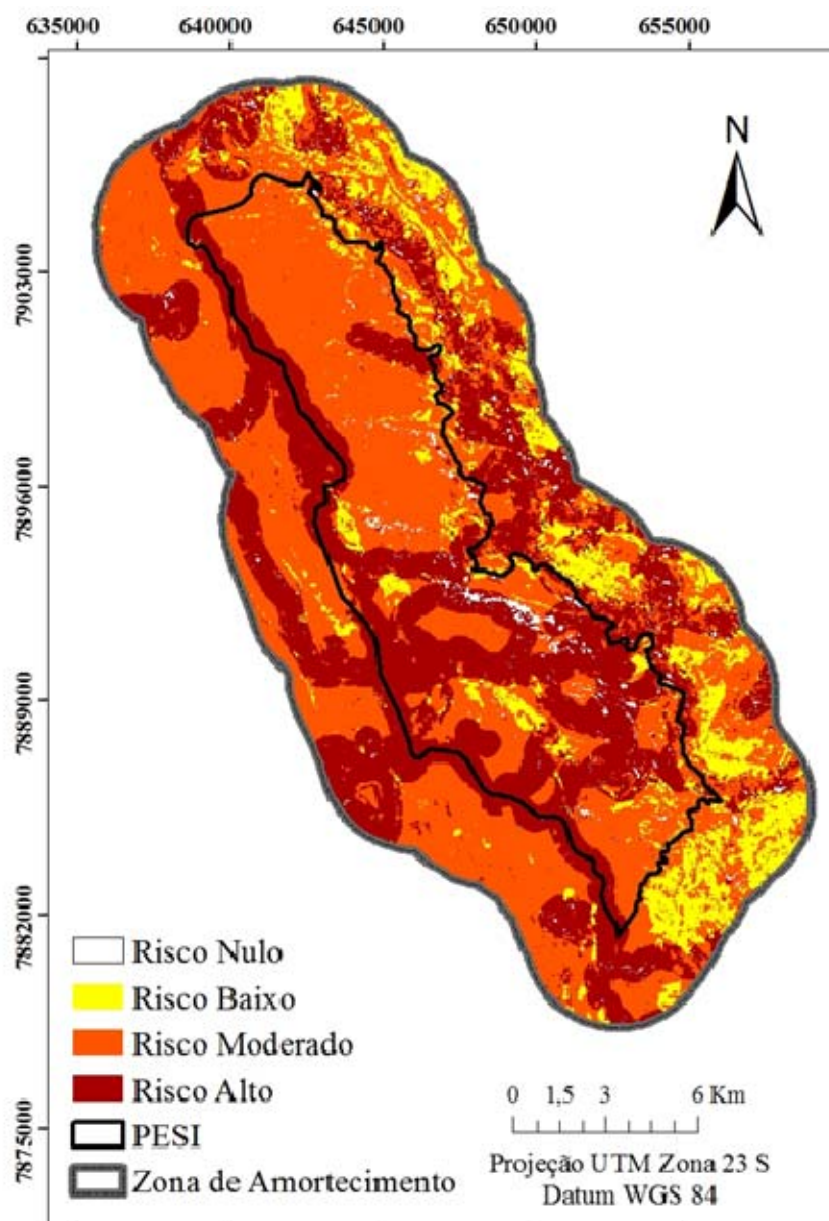 635000 640000 645000 650000 655000
N
7903000
7896000
7889000
7882000
7875000
Risco Nulo
Risco Baixo
Risco Moderado
Risco Alto
PESI
Zona de Amortecimento
0 1,5 3 6 Km
Projeção UTM Zona 23 S
Datum WGS 84